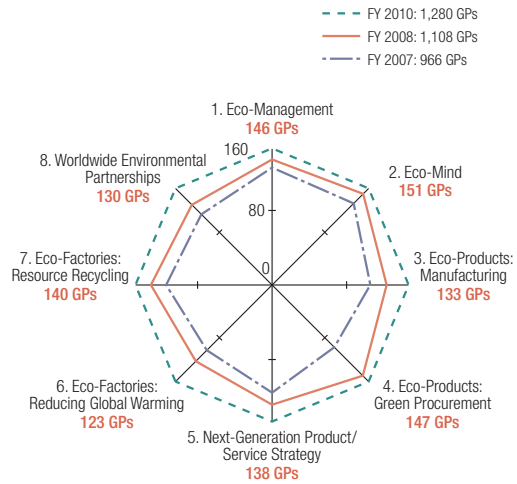 FY 2010: 1,280 GPs
FY 2008: 1,108 GPs
FY 2007: 966 GPs
1. Eco-Management
146 GPs
160
80
0
2. Eco-Mind
151 GPs
3. Eco-Products:
Manufacturing
133 GPs
4. Eco-Products:
Green Procurement
147 GPs
5. Next-Generation Product/
Service Strategy
138 GPs
6. Eco-Factories:
Reducing Global Warming
123 GPs
7. Eco-Factories:
Resource Recycling
140 GPs
8. Worldwide Environmental
Partnerships
130 GPs